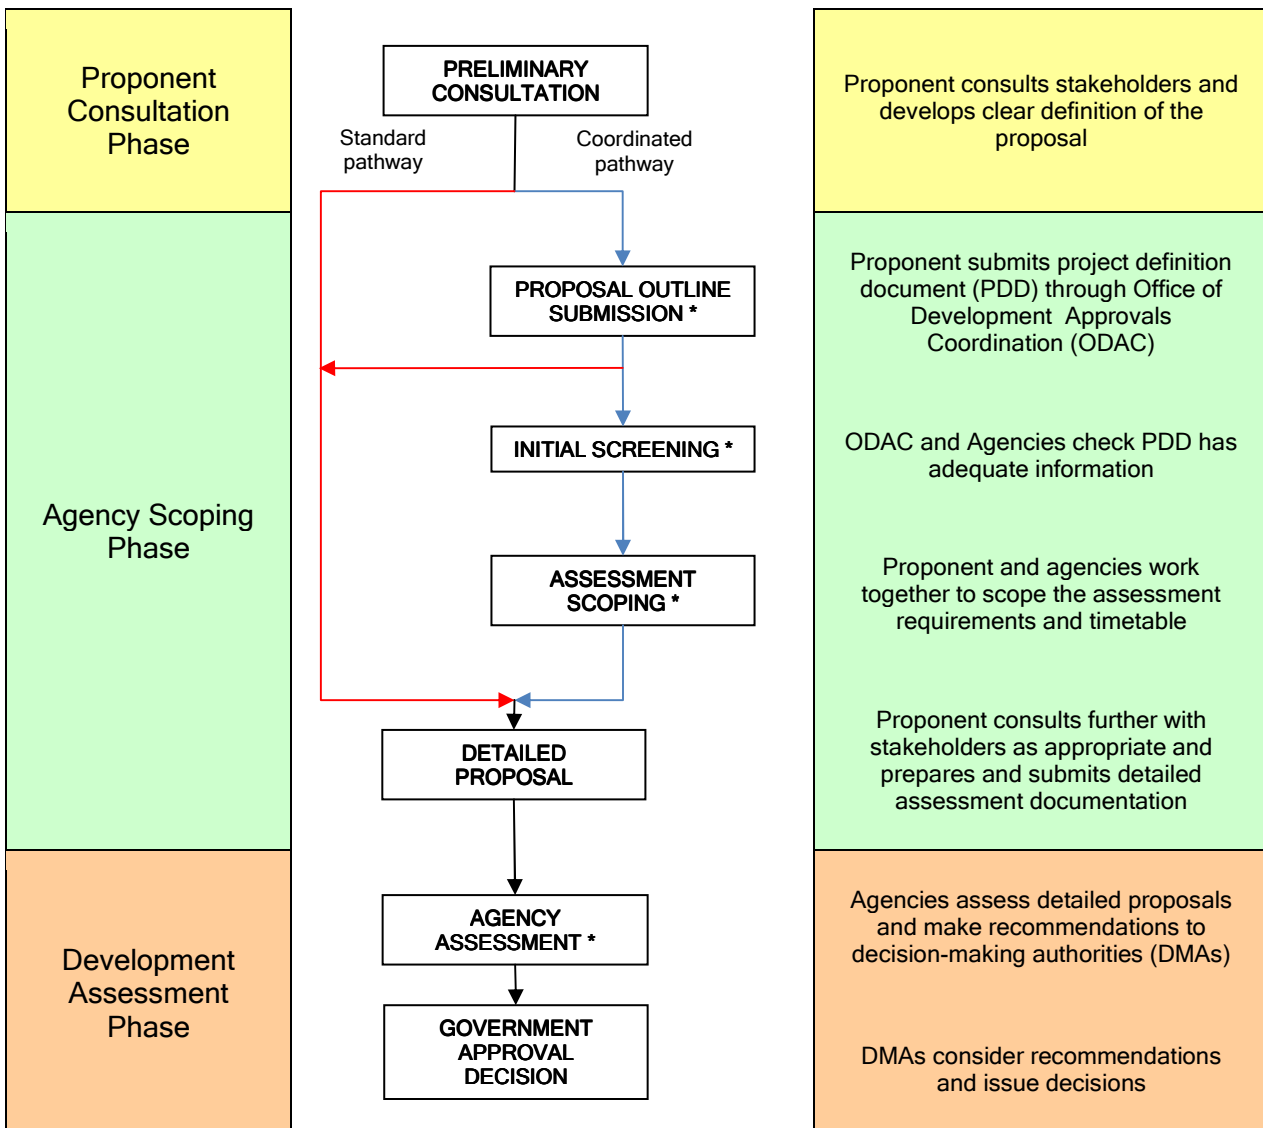 Proponent
Consultation
Phase
PRELIMINARY
CONSULTATION
Proponent consults stakeholders and
develops clear definition of the
proposal
Standard
pathway
Coordinated
pathway
Agency Scoping
Phase
PROPOSAL OUTLINE
SUBMISSION *
Proponent submits project definition
document (PDD) through Office of
Development Approvals
Coordination (ODAC)
INITIAL SCREENING *
ODAC and Agencies check PDD has
adequate information
ASSESSMENT
SCOPING *
Proponent and agencies work
together to scope the assessment
requirements and timetable
DETAILED
PROPOSAL
Proponent consults further with
stakeholders as appropriate and
prepares and submits detailed
assessment documentation
Development
Assessment
Phase
AGENCY
ASSESSMENT *
Agencies assess detailed proposals
and make recommendations to
decision-making authorities (DMAs)
GOVERNMENT
APPROVAL
DECISION
DMAs consider recommendations
and issue decisions